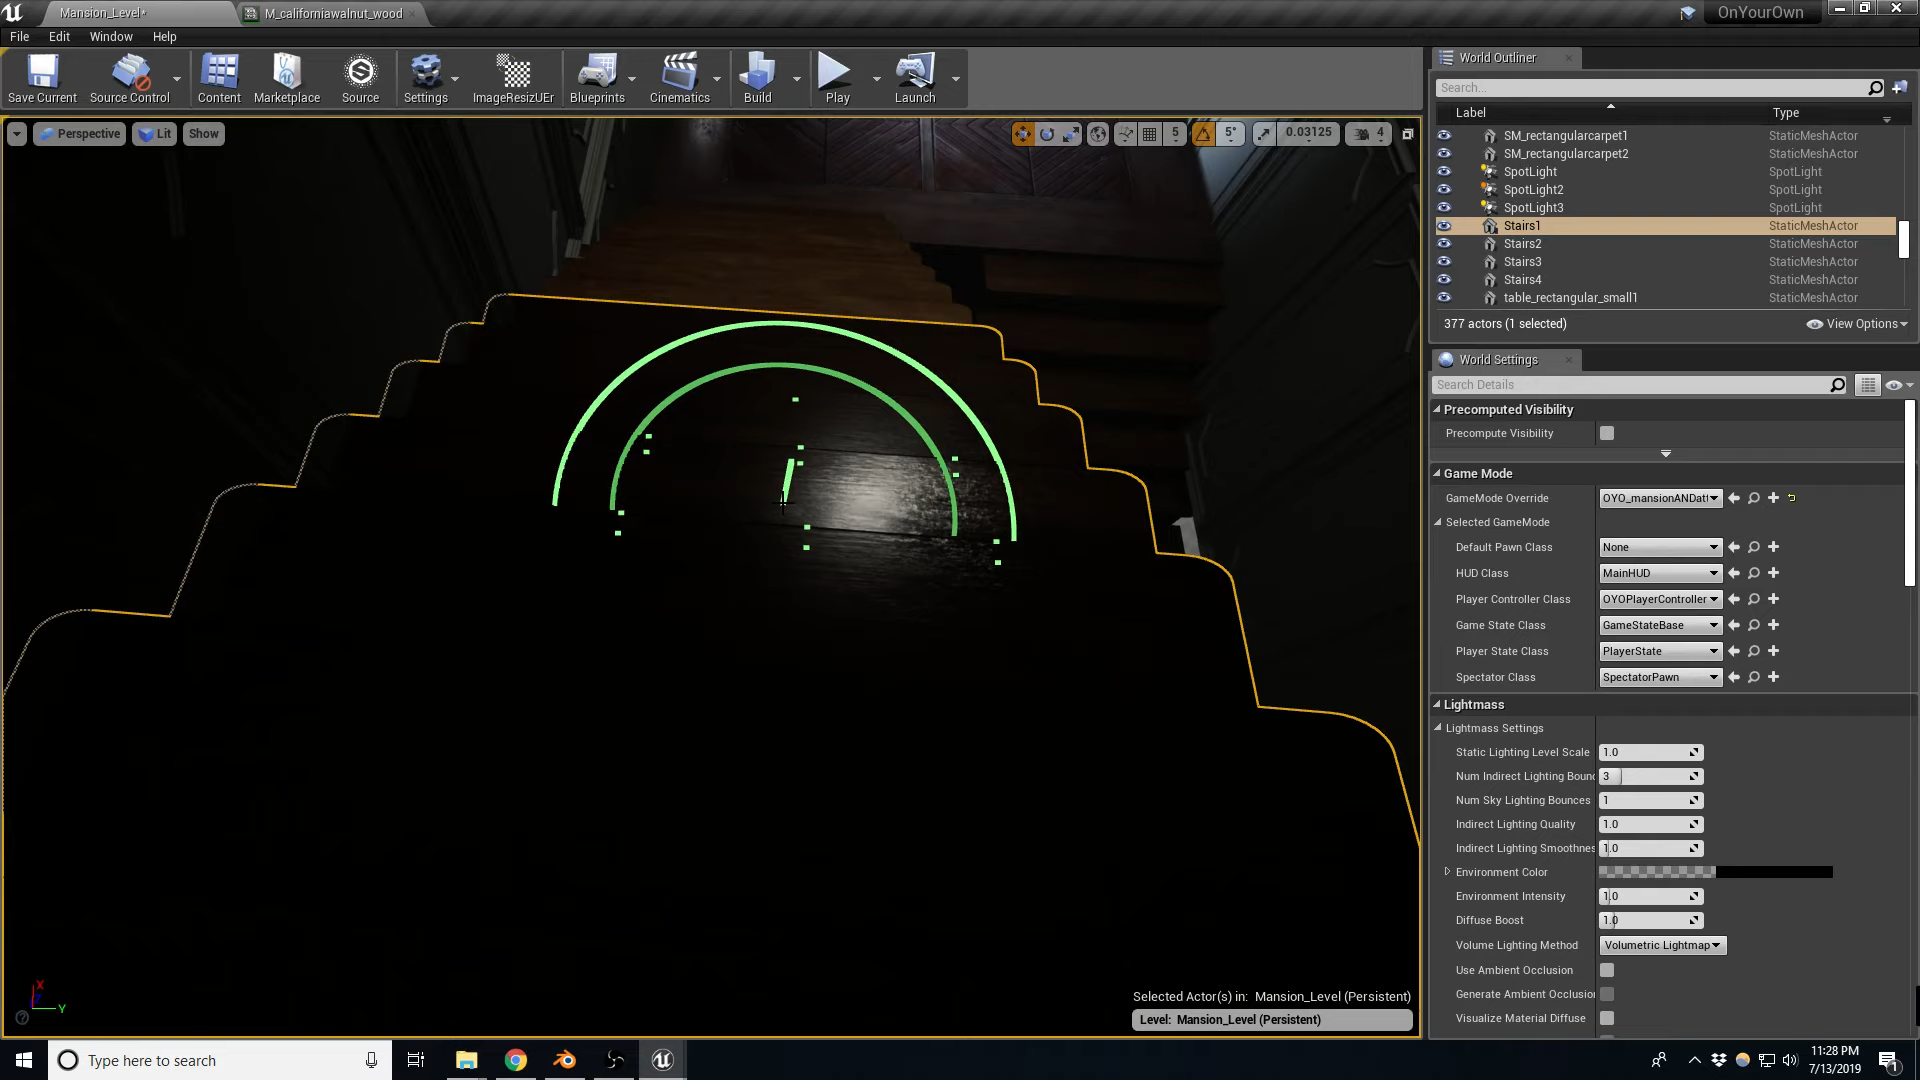 Mansion_Level*
M_californiawalnut_wood
OnYourOwn
File Edit Window Help
Save Current
Source Control
Content
Marketplace
Source
Settings
ImageResizUEr
Blueprints
Cinematics
Build
Play
Launch
Perspective
Lit
Show
5
5°
0.03125
4
World Outliner
Search...
Label Type
SM_rectangularcarpet1 StaticMeshActor
SM_rectangularcarpet2 StaticMeshActor
SpotLight SpotLight
SpotLight2 SpotLight
SpotLight3 SpotLight
Stairs1 StaticMeshActor
Stairs2 StaticMeshActor
Stairs3 StaticMeshActor
Stairs4 StaticMeshActor
table_rectangular_small1 StaticMeshActor
377 actors (1 selected)
View Options
World Settings
Search Details
Precomputed Visibility
Precompute Visibility
Game Mode
GameMode Override OYO_mansionANDatt
Selected GameMode
Default Pawn Class None
HUD Class MainHUD
Player Controller Class OYOPlayerController
Game State Class GameStateBase
Player State Class PlayerState
Spectator Class SpectatorPawn
Lightmass
Lightmass Settings
Static Lighting Level Scale 1.0
Num Indirect Lighting Bounc 3
Num Sky Lighting Bounces 1
Indirect Lighting Quality 1.0
Indirect Lighting Smoothnes 1.0
Environment Color
Environment Intensity 1.0
Diffuse Boost 1.0
Volume Lighting Method Volumetric Lightmap
Use Ambient Occlusion
Generate Ambient Occlusion
Visualize Material Diffuse
X
Z
Y
Selected Actor(s) in: Mansion_Level (Persistent)
Level: Mansion_Level (Persistent)
Type here to search
11:28 PM
7/13/2019
1